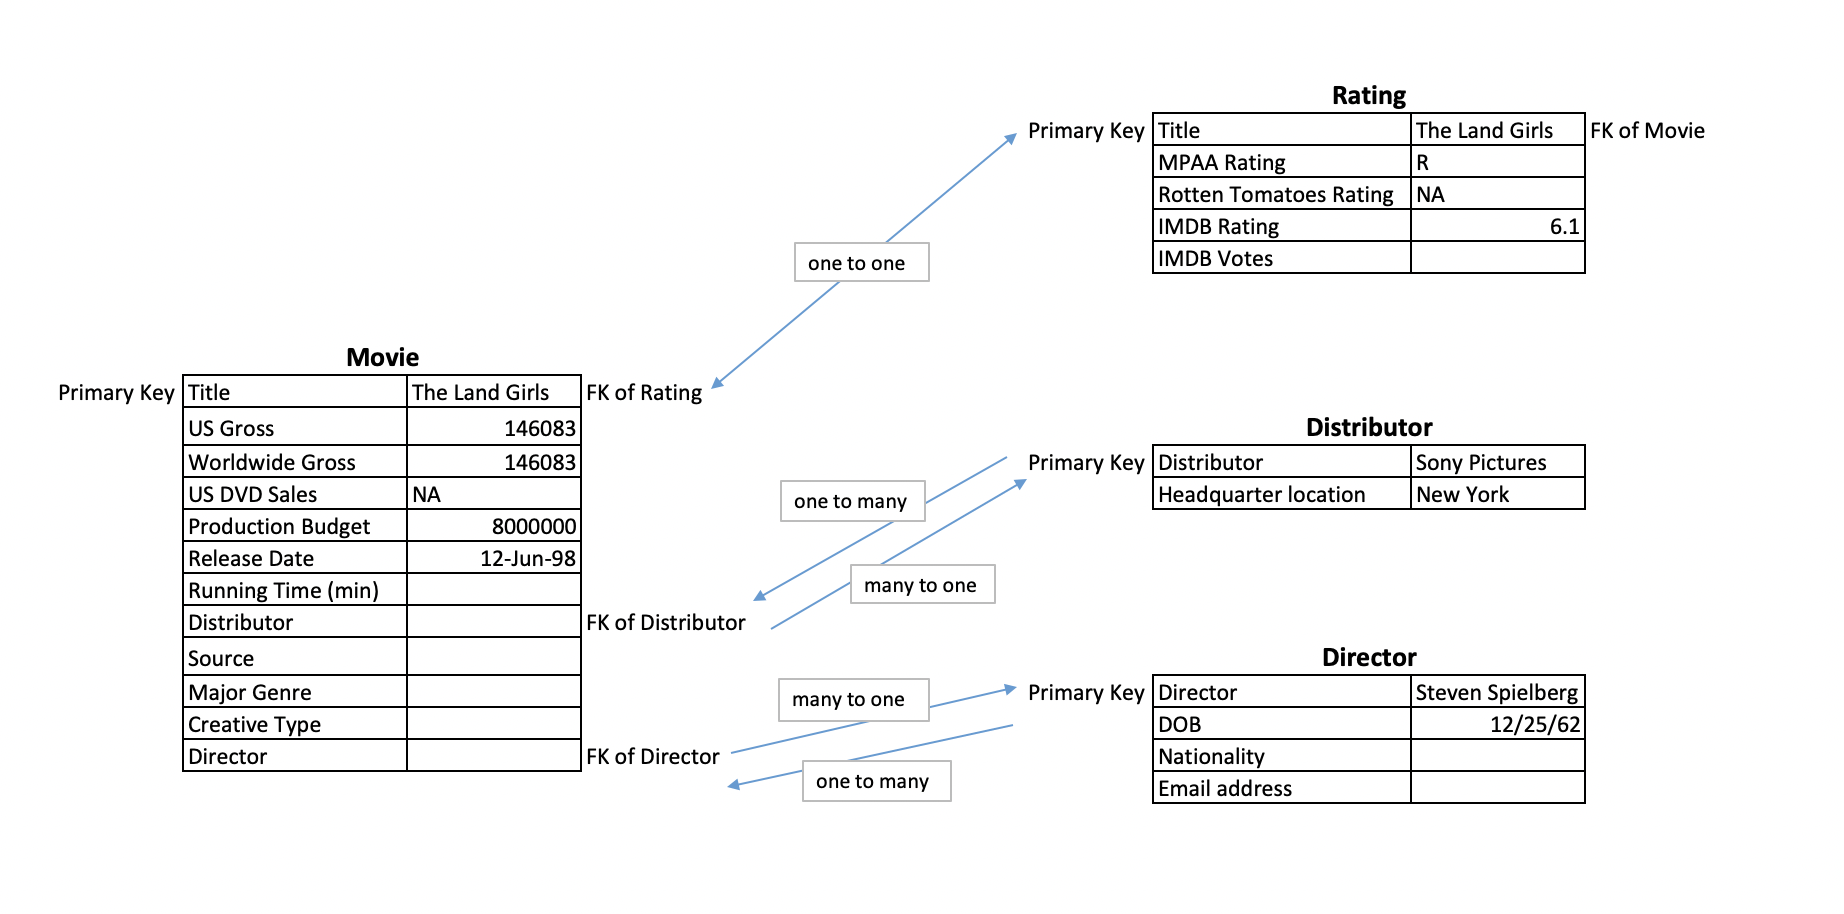 Rating
Primary Key Title The Land Girls FK of Movie
MPAA Rating R
Rotten Tomatoes Rating NA
IMDB Rating 6.1
IMDB Votes
one to one
Movie
Primary Key Title The Land Girls FK of Rating
US Gross 146083
Worldwide Gross 146083
US DVD Sales NA
Production Budget 8000000
Release Date 12-Jun-98
Running Time (min)
Distributor FK of Distributor
Source
Major Genre
Creative Type
Director FK of Director
Distributor
Primary Key Distributor Sony Pictures
Headquarter location New York
one to many
many to one
Director
Primary Key Director Steven Spielberg
DOB 12/25/62
Nationality
Email address
many to one
one to many